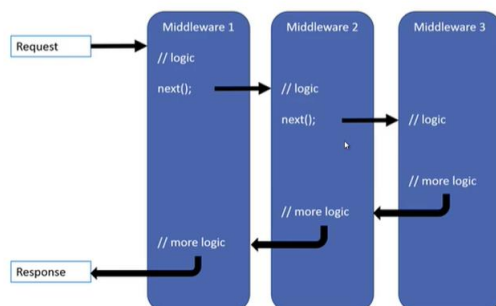 Middleware 1
Middleware 2
Middleware 3
Request
// logic
next();
// logic
next();
// logic
// more logic
// more logic
// more logic
Response